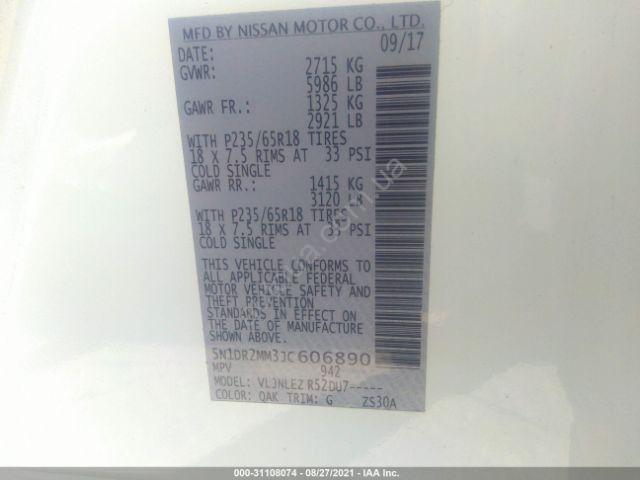 MFD BY NISSAN MOTOR CO., LTD.
DATE: 09/17
GVWR: 2715 KG
5986 LB
GAWR FR.: 1325 KG
2921 LB
WITH P235/65R18 TIRES
18 X 7.5 RIMS AT 33 PSI
COLD SINGLE
GAWR RR.: 1415 KG
3120 LB
WITH P235/65R18 TIRES
18 X 7.5 RIMS AT 33 PSI
COLD SINGLE
THIS VEHICLE CONFORMS TO
ALL APPLICABLE FEDERAL
MOTOR VEHICLE SAFETY AND
THEFT PREVENTION
STANDARDS IN EFFECT ON
THE DATE OF MANUFACTURE
SHOWN ABOVE.
5N1DR2MM3JC606890
MPV 942
MODEL: VLJNLEZ R52DU7-----
COLOR: QAK TRIM: G ZS30A
000-31108074 - 08/27/2021 - IAA Inc.